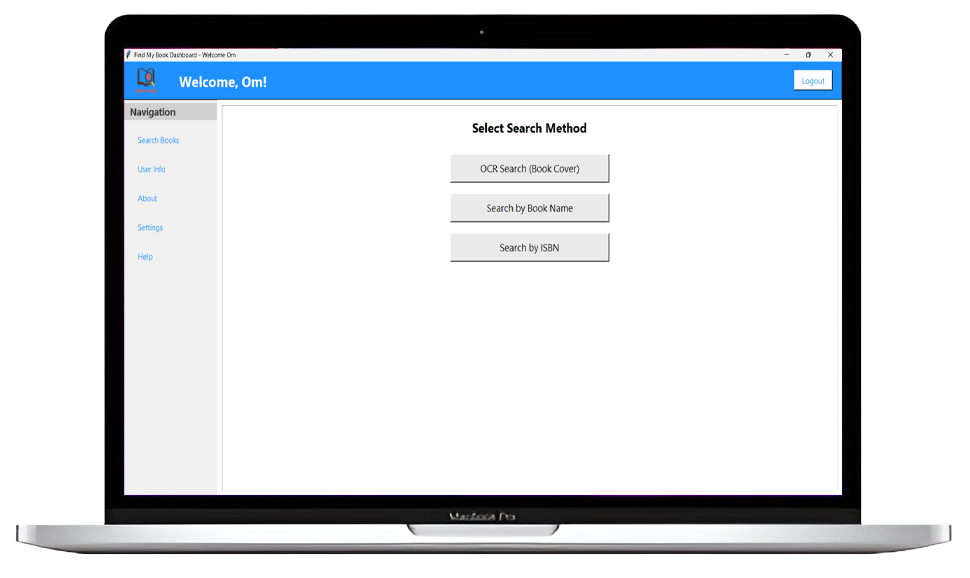 Find My Book Dashboard - Welcome Om
Welcome, Om!
Logout
Navigation
Search Books
User Info
About
Settings
Help
Select Search Method
OCR Search (Book Cover)
Search by Book Name
Search by ISBN
MacBook Pro